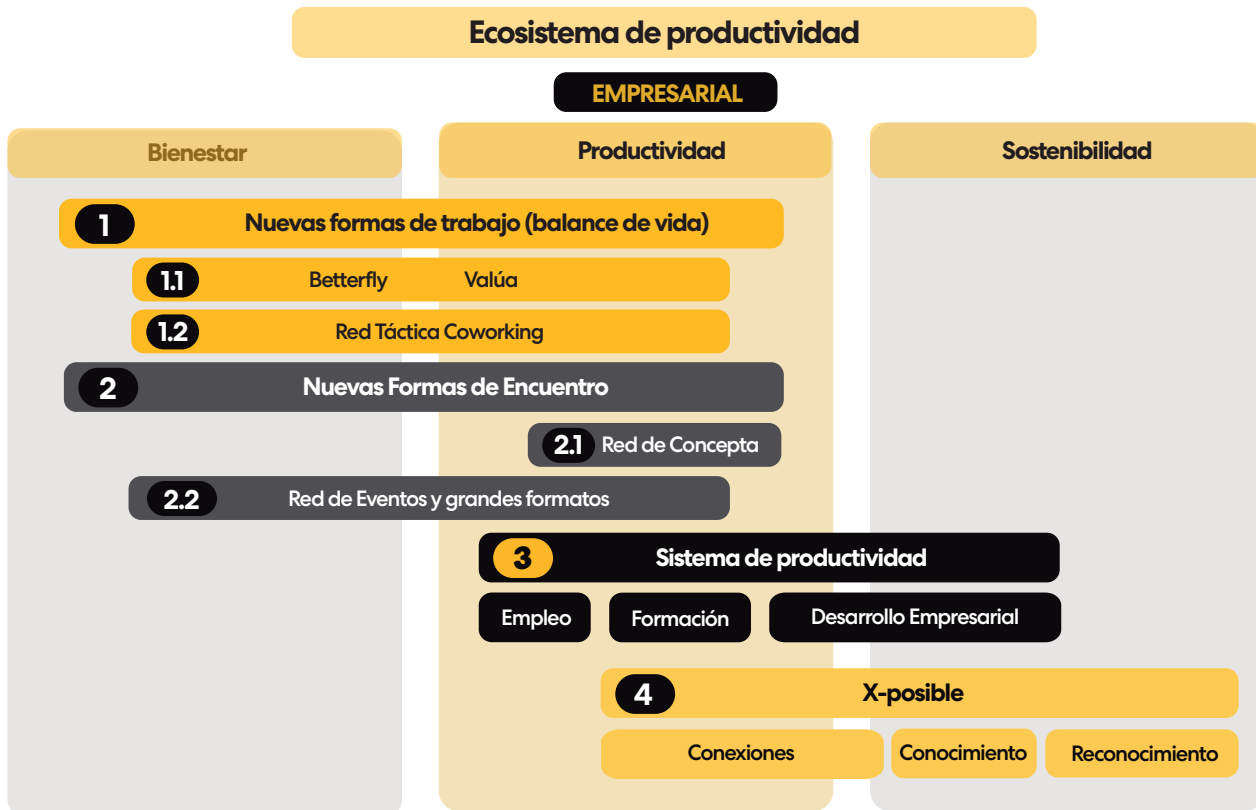 Ecosistema de productividad
EMPRESARIAL
Bienestar Productividad Sostenibilidad
1 Nuevas formas de trabajo (balance de vida)
1.1 Betterfly Valúa
1.2 Red Táctica Coworking
2 Nuevas Formas de Encuentro
2.1 Red de Concepta
2.2 Red de Eventos y grandes formatos
3 Sistema de productividad
Empleo Formación Desarrollo Empresarial
4 X-posible
Conexiones Conocimiento Reconocimiento